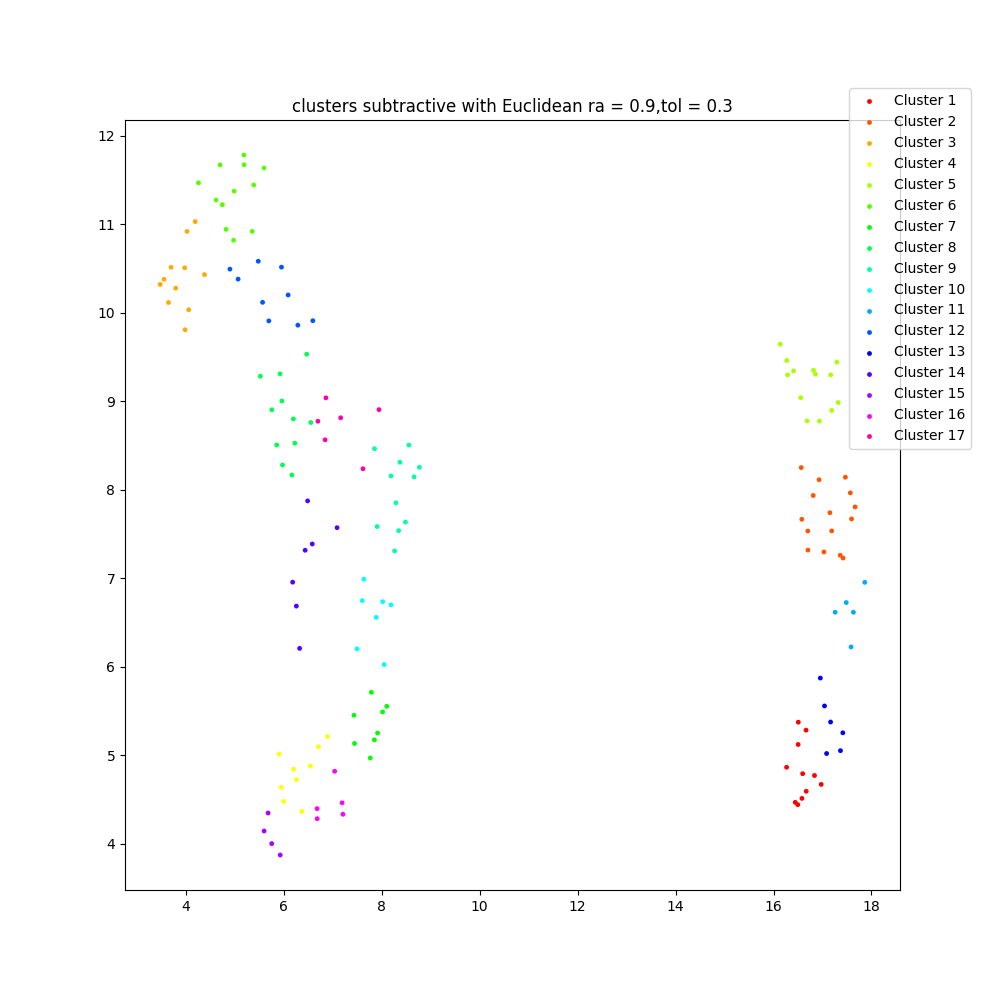 clusters subtractive with Euclidean ra = 0.9,tol = 0.3
Cluster 1
Cluster 2
Cluster 3
Cluster 4
Cluster 5
Cluster 6
Cluster 7
Cluster 8
Cluster 9
Cluster 10
Cluster 11
Cluster 12
Cluster 13
Cluster 14
Cluster 15
Cluster 16
Cluster 17
12
11
10
9
8
7
6
5
4
4 6 8 10 12 14 16 18